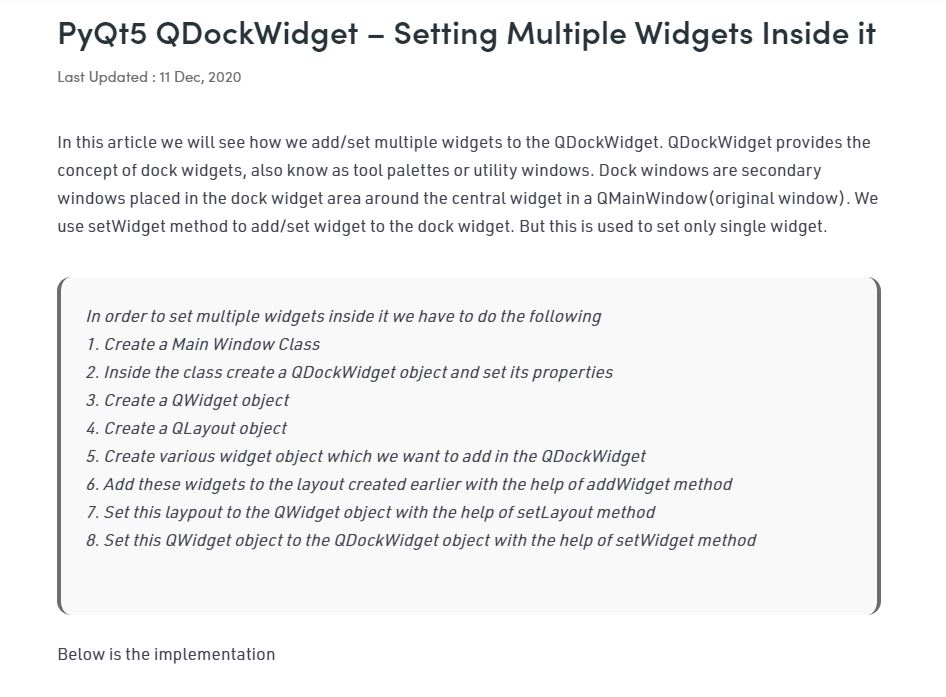 PyQt5 QDockWidget – Setting Multiple Widgets Inside it
Last Updated : 11 Dec, 2020
In this article we will see how we add/set multiple widgets to the QDockWidget. QDockWidget provides the
concept of dock widgets, also know as tool palettes or utility windows. Dock windows are secondary
windows placed in the dock widget area around the central widget in a QMainWindow(original window). We
use setWidget method to add/set widget to the dock widget. But this is used to set only single widget.
In order to set multiple widgets inside it we have to do the following
1. Create a Main Window Class
2. Inside the class create a QDockWidget object and set its properties
3. Create a QWidget object
4. Create a QLayout object
5. Create various widget object which we want to add in the QDockWidget
6. Add these widgets to the layout created earlier with the help of addWidget method
7. Set this laypout to the QWidget object with the help of setLayout method
8. Set this QWidget object to the QDockWidget object with the help of setWidget method
Below is the implementation